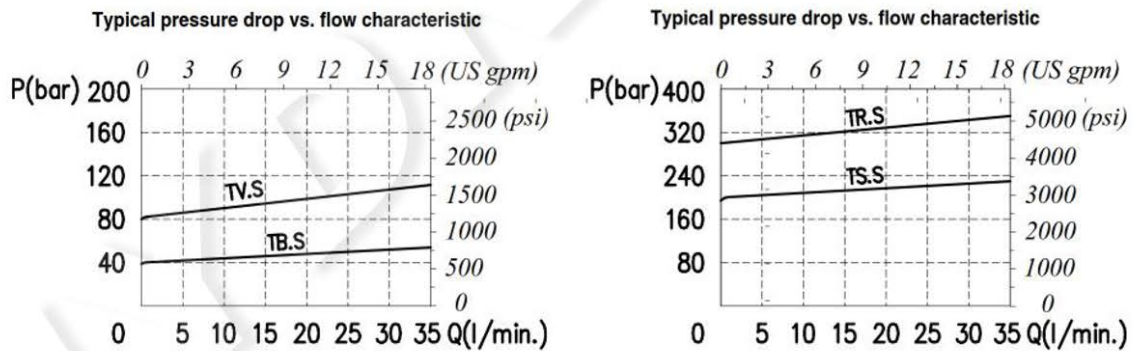 Typical pressure drop vs. flow characteristic
0 3 6 9 12 15 18 (US gpm)
P(bar) 200
160
120
80
40
0 5 10 15 20 25 30 35 Q(l/min.)
2500 (psi)
2000
1500
1000
500
0
TV.S
TB.S
Typical pressure drop vs. flow characteristic
0 3 6 9 12 15 18 (US gpm)
P(bar) 400
320
240
160
80
0 5 10 15 20 25 30 35 Q(l/min.)
5000 (psi)
4000
3000
2000
1000
0
TR.S
TS.S